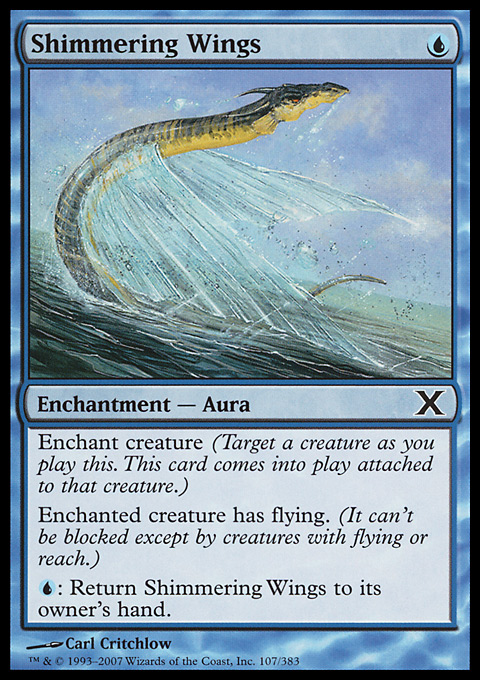 Shimmering Wings
Enchantment — Aura
X
Enchant creature (Target a creature as you
play this. This card comes into play attached
to that creature.)
Enchanted creature has flying. (It can't
be blocked except by creatures with flying or
reach.)
: Return Shimmering Wings to its
owner's hand.
Carl Critchlow
™ & © 1993–2007 Wizards of the Coast, Inc. 107/383